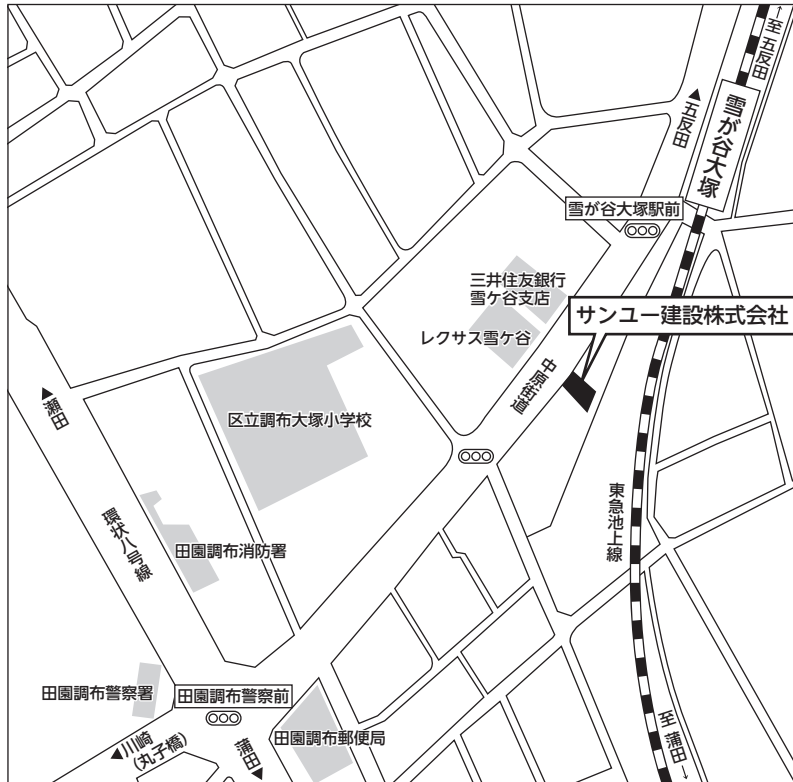 至 五反田
五反田
雪が谷大塚
雪が谷大塚駅前
三井住友銀行
雪ケ谷支店
サンユー建設株式会社
レクサス雪ケ谷
中原街道
瀬田
区立調布大塚小学校
環状八号線
東急池上線
田園調布消防署
田園調布警察署
田園調布警察前
川崎
(丸子橋)
蒲田
田園調布郵便局
至 蒲田